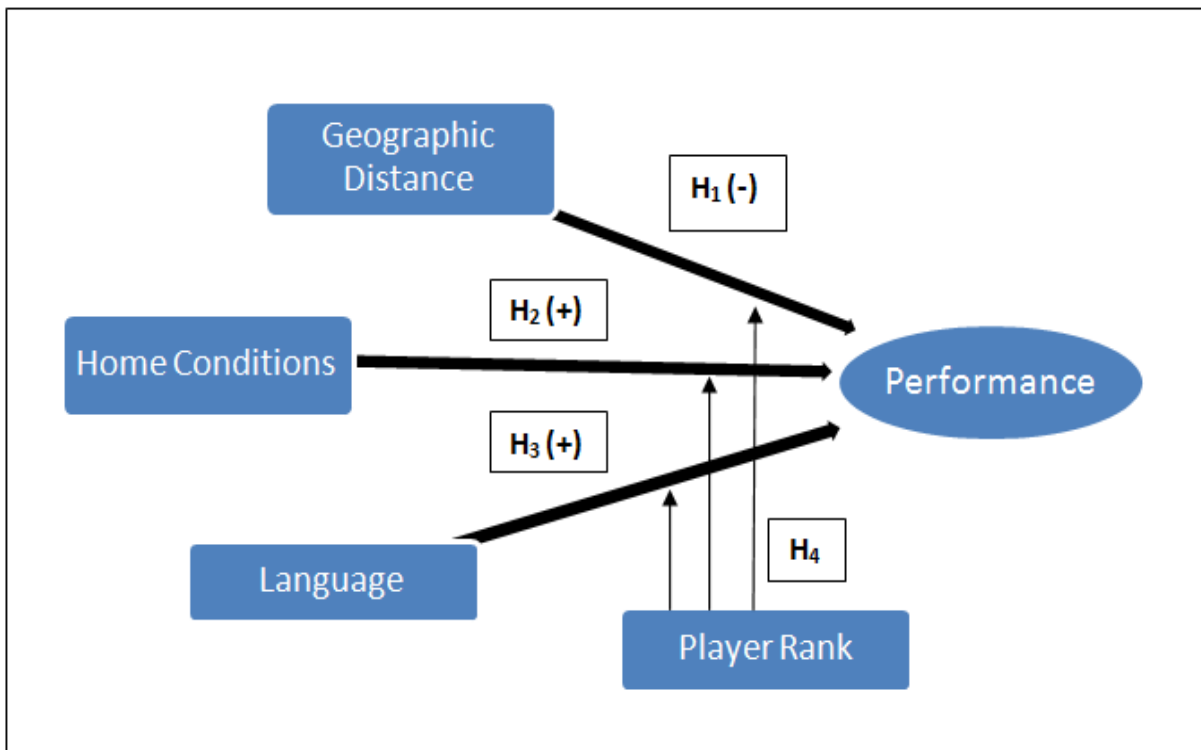 Geographic
Distance
H₁ (-)
H₂ (+)
Home Conditions
Performance
H₃ (+)
H₄
Language
Player Rank